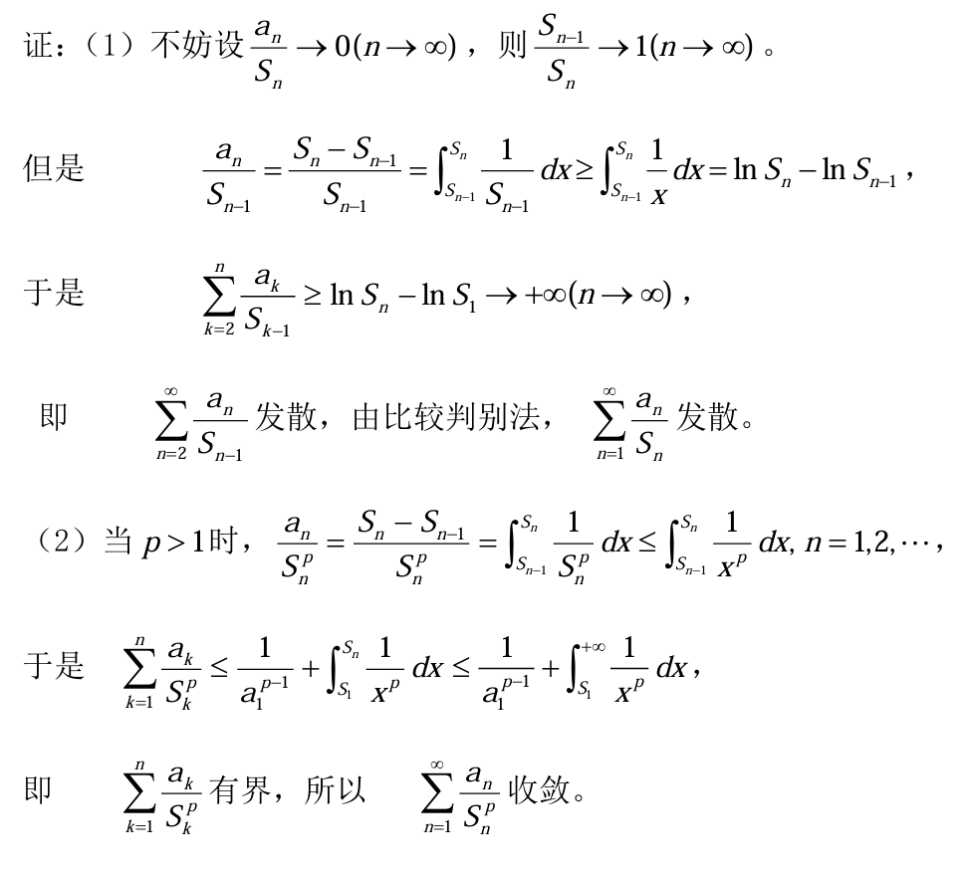 证：（1）不妨设 $\frac{a_n}{S_n} \to 0 (n \to \infty)$，则 $\frac{S_{n-1}}{S_n} \to 1 (n \to \infty)$。
但是 $\frac{a_n}{S_{n-1}} = \frac{S_n - S_{n-1}}{S_{n-1}} = \int_{S_{n-1}}^{S_n} \frac{1}{S_{n-1}} dx \geq \int_{S_{n-1}}^{S_n} \frac{1}{x} dx = \ln S_n - \ln S_{n-1}$，
于是 $\sum_{k=2}^{n} \frac{a_k}{S_{k-1}} \geq \ln S_n - \ln S_1 \to +\infty (n \to \infty)$，
即 $\sum_{n=2}^{\infty} \frac{a_n}{S_{n-1}}$ 发散，由比较判别法， $\sum_{n=1}^{\infty} \frac{a_n}{S_n}$ 发散。
（2）当 $p > 1$ 时，$\frac{a_n}{S_n^p} = \frac{S_n - S_{n-1}}{S_n^p} = \int_{S_{n-1}}^{S_n} \frac{1}{S_n^p} dx \leq \int_{S_{n-1}}^{S_n} \frac{1}{x^p} dx, n = 1,2,\cdots$，
于是 $\sum_{k=1}^{n} \frac{a_k}{S_k^p} \leq \frac{1}{a_1^{p-1}} + \int_{S_1}^{S_n} \frac{1}{x^p} dx \leq \frac{1}{a_1^{p-1}} + \int_{S_1}^{+\infty} \frac{1}{x^p} dx$，
即 $\sum_{k=1}^{n} \frac{a_k}{S_k^p}$ 有界，所以 $\sum_{n=1}^{\infty} \frac{a_n}{S_n^p}$ 收敛。